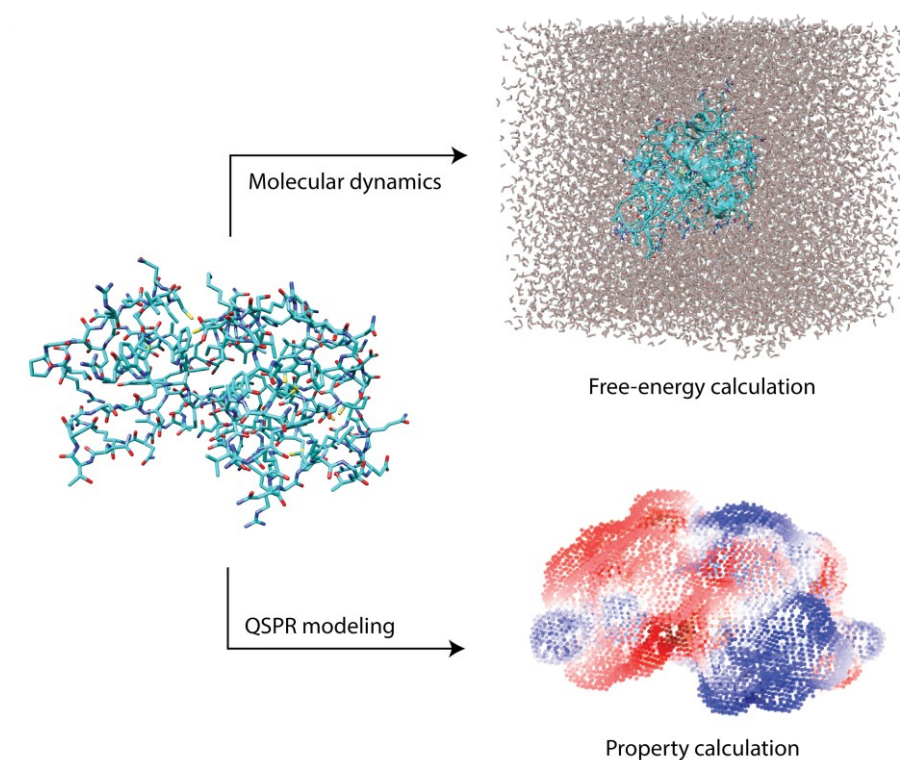 Molecular dynamics
Free-energy calculation
QSPR modeling
Property calculation